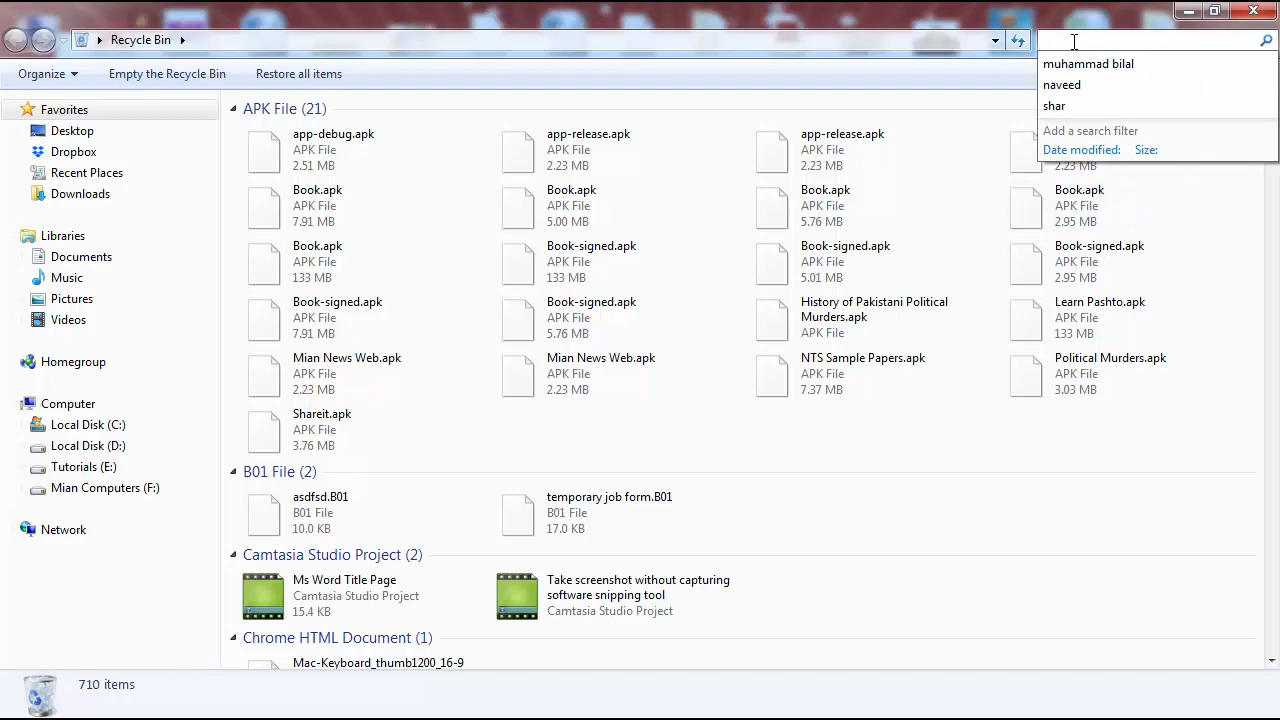 Recycle Bin
muhammad bilal
naveed
shar
Add a search filter
Date modified: Size:
Organize Empty the Recycle Bin Restore all items
Favorites
Desktop
Dropbox
Recent Places
Downloads
Libraries
Documents
Music
Pictures
Videos
Homegroup
Computer
Local Disk (C:)
Local Disk (D:)
Tutorials (E:)
Mian Computers (F:)
Network
APK File (21)
app-debug.apk
APK File
2.51 MB
app-release.apk
APK File
2.23 MB
app-release.apk
APK File
2.23 MB
2.23 MB
Book.apk
APK File
7.91 MB
Book.apk
APK File
5.00 MB
Book.apk
APK File
5.76 MB
Book.apk
APK File
2.95 MB
Book.apk
APK File
133 MB
Book-signed.apk
APK File
133 MB
Book-signed.apk
APK File
5.01 MB
Book-signed.apk
APK File
2.95 MB
Book-signed.apk
APK File
7.91 MB
Book-signed.apk
APK File
5.76 MB
History of Pakistani Political
Murders.apk
APK File
Learn Pashto.apk
APK File
133 MB
Mian News Web.apk
APK File
2.23 MB
Mian News Web.apk
APK File
2.23 MB
NTS Sample Papers.apk
APK File
7.37 MB
Political Murders.apk
APK File
3.03 MB
Shareit.apk
APK File
3.76 MB
B01 File (2)
asdfsd.B01
B01 File
10.0 KB
temporary job form.B01
B01 File
17.0 KB
Camtasia Studio Project (2)
Ms Word Title Page
Camtasia Studio Project
15.4 KB
Take screenshot without capturing
software snipping tool
Camtasia Studio Project
Chrome HTML Document (1)
Mac-Keyboard_thumb1200_16-9
710 items